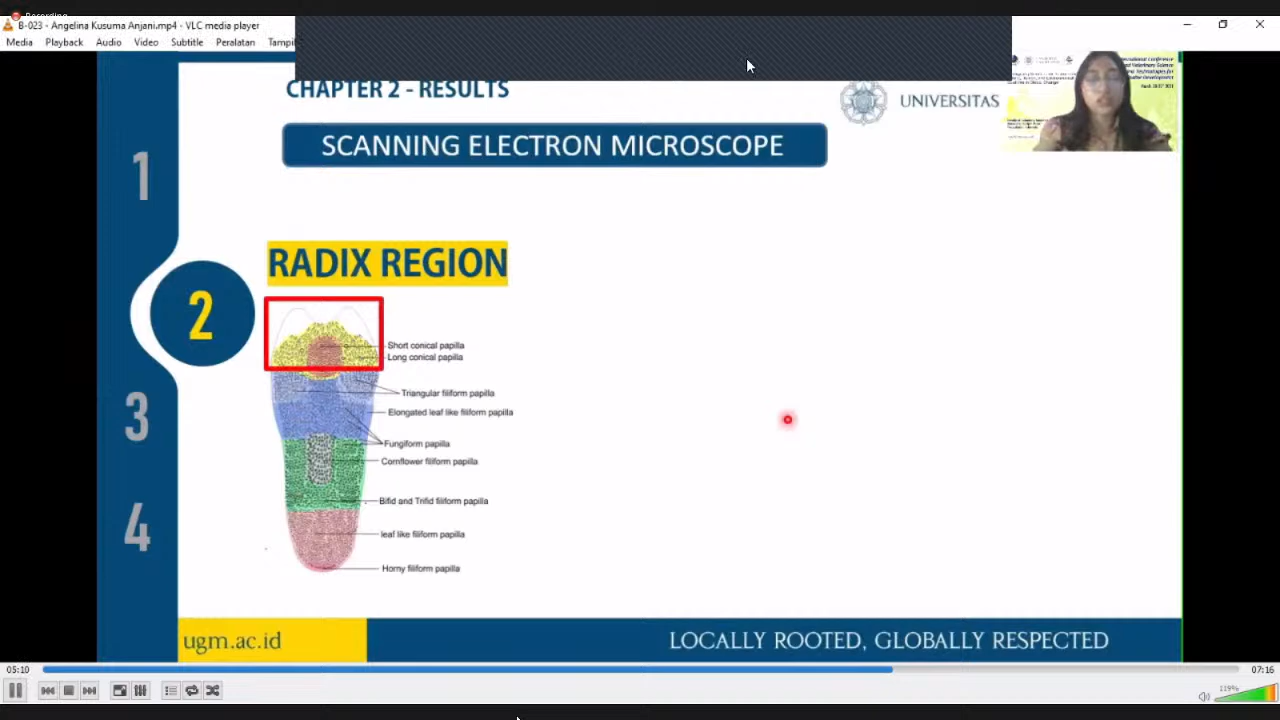 Recording
B-023 - Angelina Kusuma Anjani.mp4 - VLC media player
Media Playback Audio Video Subtitle Peralatan Tampi
CHAPTER 2 - RESULTS
UNIVERSITAS
SCANNING ELECTRON MICROSCOPE
1
RADIX REGION
2
Short conical papilla
Long conical papilla
Triangular filiform papilla
Elongated leaf like filiform papilla
3
Fungiform papilla
Cornflower filiform papilla
Bifid and Trifid filiform papilla
4
leaf like filiform papilla
Horny filiform papilla
ugm.ac.id
LOCALLY ROOTED, GLOBALLY RESPECTED
05:10
07:16
119%